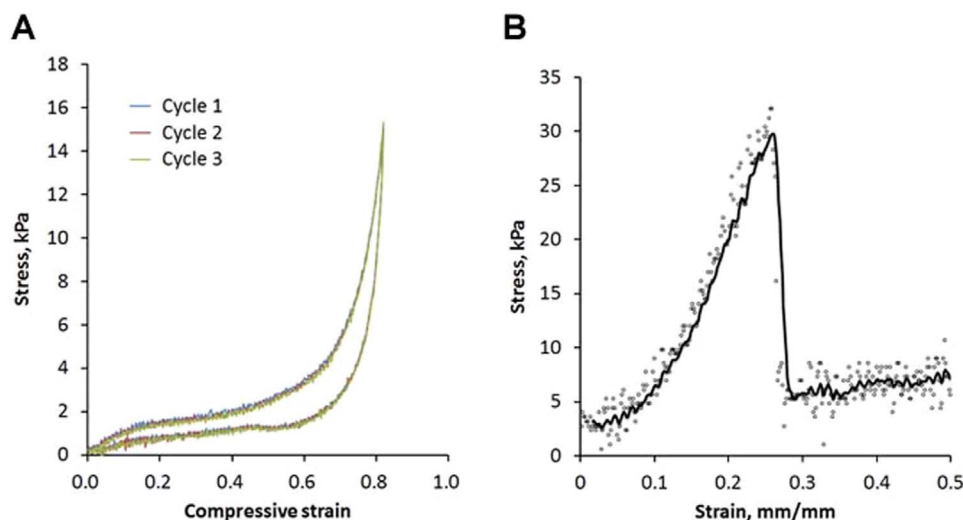 A
B
18
16
14
12
10
8
6
4
2
0
Stress, kPa
Cycle 1
Cycle 2
Cycle 3
0.0 0.2 0.4 0.6 0.8 1.0
Compressive strain
35
30
25
20
15
10
5
0
Stress, kPa
0 0.1 0.2 0.3 0.4 0.5
Strain, mm/mm